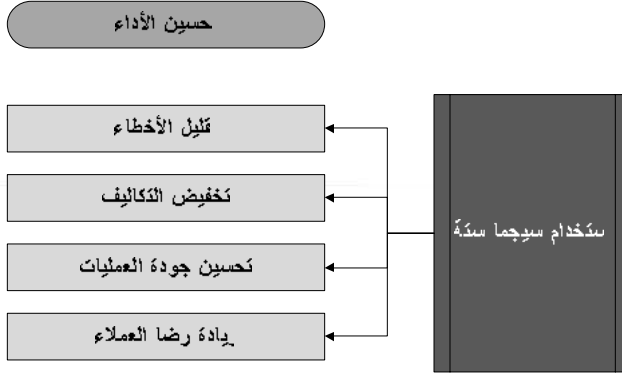 حسين الأداء
قليل الأخطاء
تخفيض التكاليف
تحسين جودة العمليات
يادة رضا العملاء
ستخدام سيجما ستة